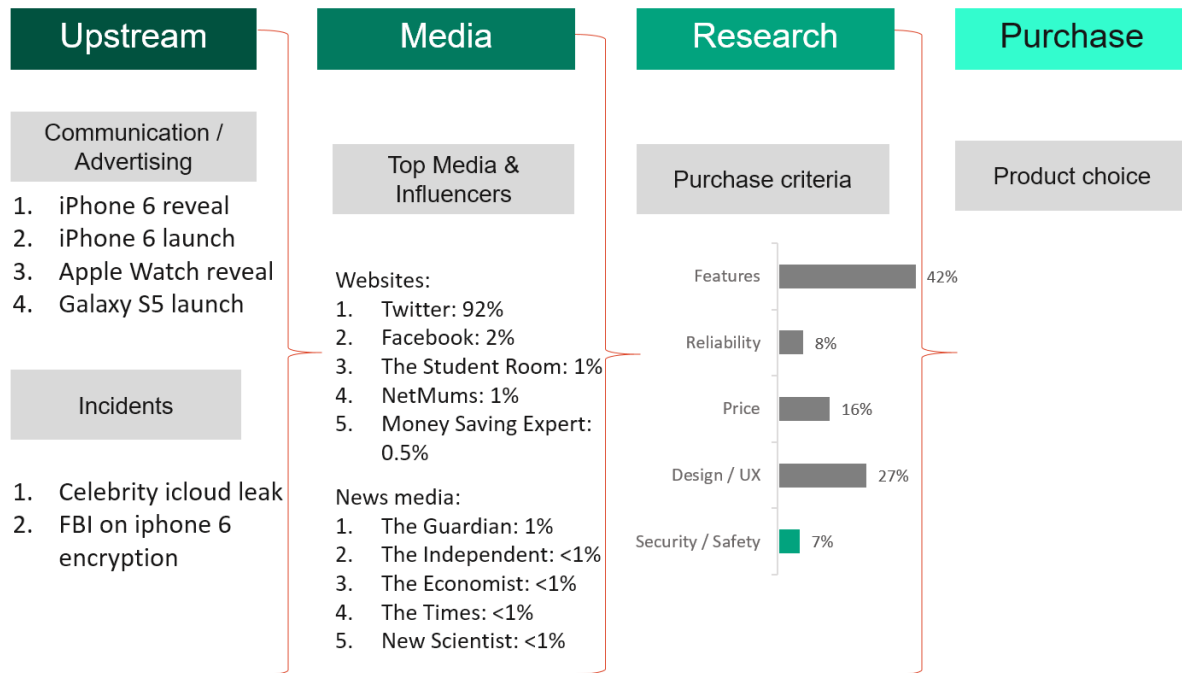 Upstream
Media
Research
Purchase
Communication /
Advertising
1. iPhone 6 reveal
2. iPhone 6 launch
3. Apple Watch reveal
4. Galaxy S5 launch
Incidents
1. Celebrity icloud leak
2. FBI on iphone 6
encryption
Top Media &
Influencers
Websites:
1. Twitter: 92%
2. Facebook: 2%
3. The Student Room: 1%
4. NetMums: 1%
5. Money Saving Expert:
0.5%
News media:
1. The Guardian: 1%
2. The Independent: <1%
3. The Economist: <1%
4. The Times: <1%
5. New Scientist: <1%
Purchase criteria
Features 42%
Reliability 8%
Price 16%
Design / UX 27%
Security / Safety 7%
Product choice